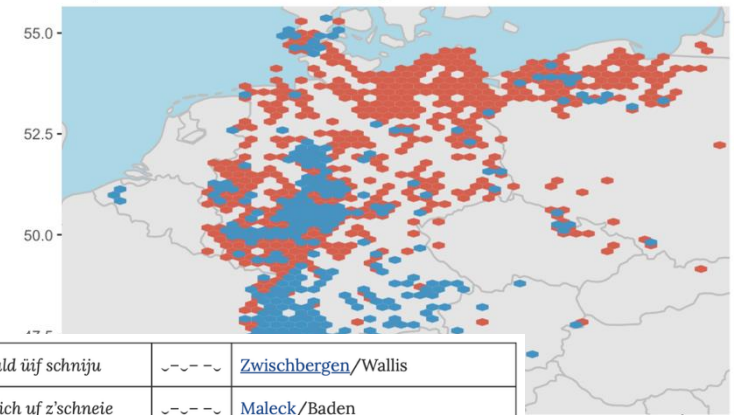 55.0
52.5
50.0
ald üif schniju ⏑–⏑––⏑ Zwischbergen/Wallis
ich uf z'schneie ⏑–⏑––⏑ Maleck/Baden